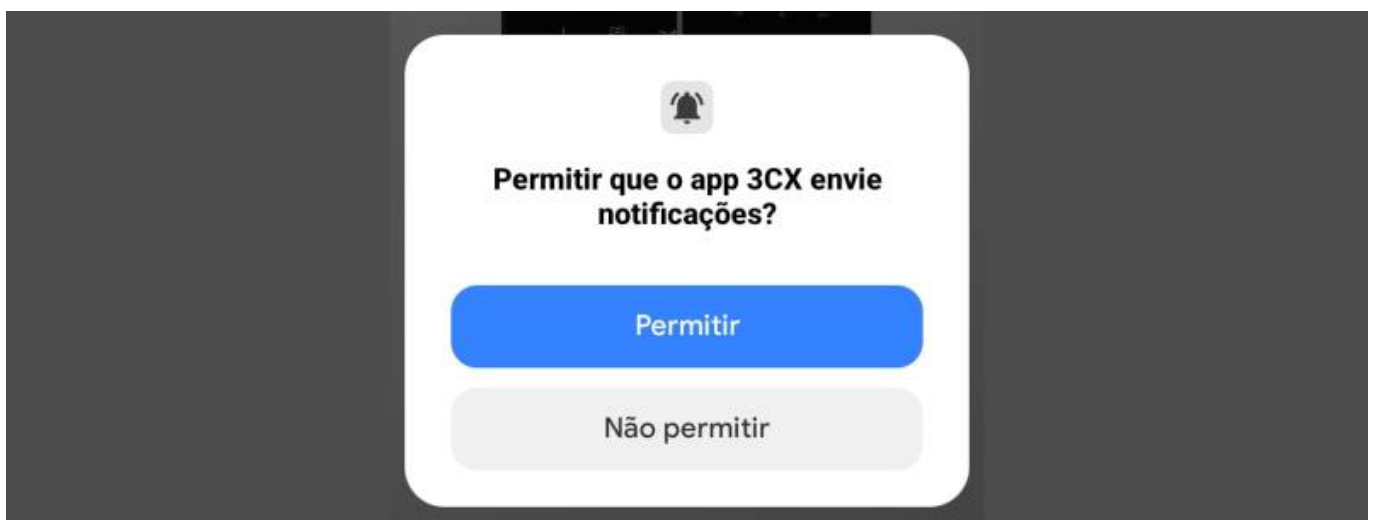 Permitir que o app 3CX envie
notificações?
Permitir
Não permitir